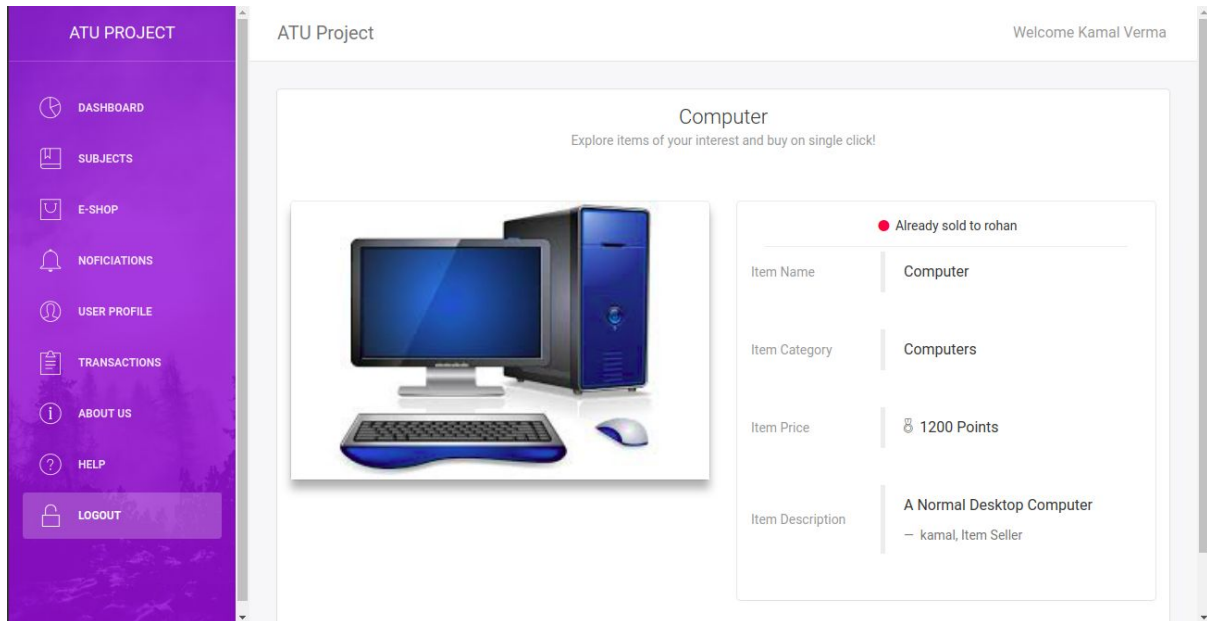 ATU PROJECT
DASHBOARD
SUBJECTS
E-SHOP
NOFICIATIONS
USER PROFILE
TRANSACTIONS
ABOUT US
HELP
LOGOUT
ATU Project
Welcome Kamal Verma
Computer
Explore items of your interest and buy on single click!
Already sold to rohan
Item Name
Computer
Item Category
Computers
Item Price
1200 Points
Item Description
A Normal Desktop Computer
— kamal, Item Seller